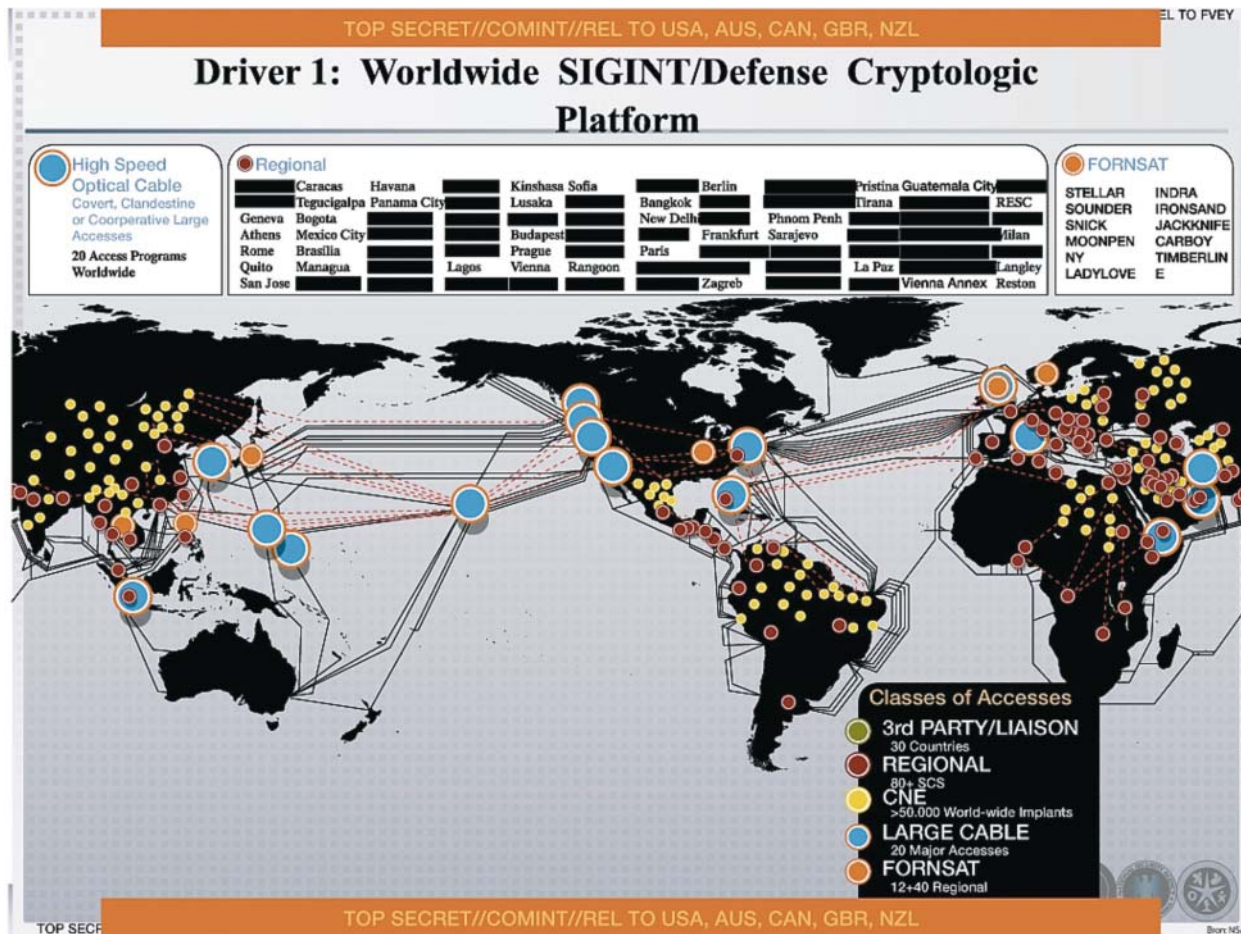 EL TO FVEY
TOP SECRET//COMINT//REL TO USA, AUS, CAN, GBR, NZL
Driver 1: Worldwide SIGINT/Defense Cryptologic
Platform
High Speed
Optical Cable
Covert, Clandestine
or Coorperative Large
Accesses
20 Access Programs
Worldwide
Regional
Caracas Havana Kinshasa Sofia Berlin Pristina Guatemala City
Tegucigalpa Panama City Lusaka Bangkok Tirana RESC
Geneva Bogota New Delhi Phnom Penh
Athens Mexico City Budapest Frankfurt Sarajevo Milan
Rome Brasilia Prague Paris
Quito Managua Lagos Vienna Rangoon La Paz Langley
San Jose Zagreb Vienna Annex Reston
FORNSAT
STELLAR INDRA
SOUNDER IRONSAND
SNICK JACKKNIFE
MOONPEN CARBOY
NY TIMBERLIN
LADYLOVE E
Classes of Accesses
3rd PARTY/LIAISON
30 Countries
REGIONAL
80+ SCS
CNE
>50.000 World-wide Implants
LARGE CABLE
20 Major Accesses
FORNSAT
12+40 Regional
TOP SECRET//COMINT//REL TO USA, AUS, CAN, GBR, NZL
TOP SECR
Bron: NSA